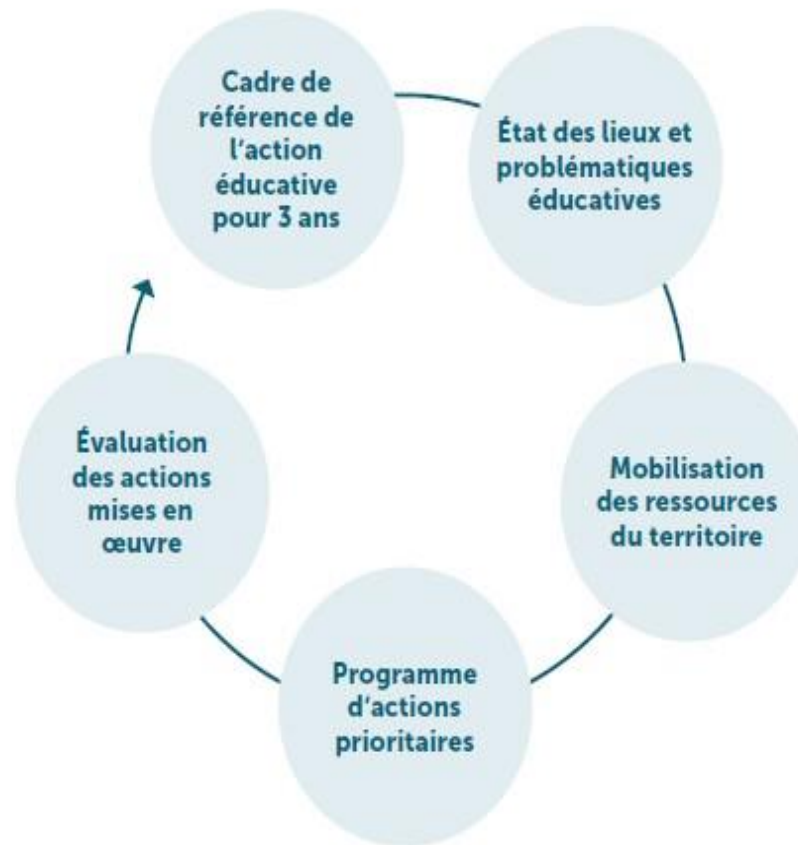 Cadre de
référence de
l'action
éducative
pour 3 ans
État des lieux et
problématiques
éducatives
Mobilisation
des ressources
du territoire
Programme
d'actions
prioritaires
Évaluation
des actions
mises en
œuvre